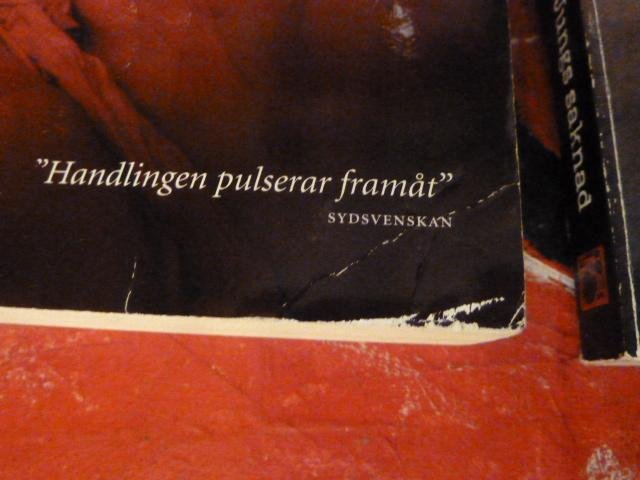 ”Handlingen pulserar framåt”
SYDSVENSKAN
saknad